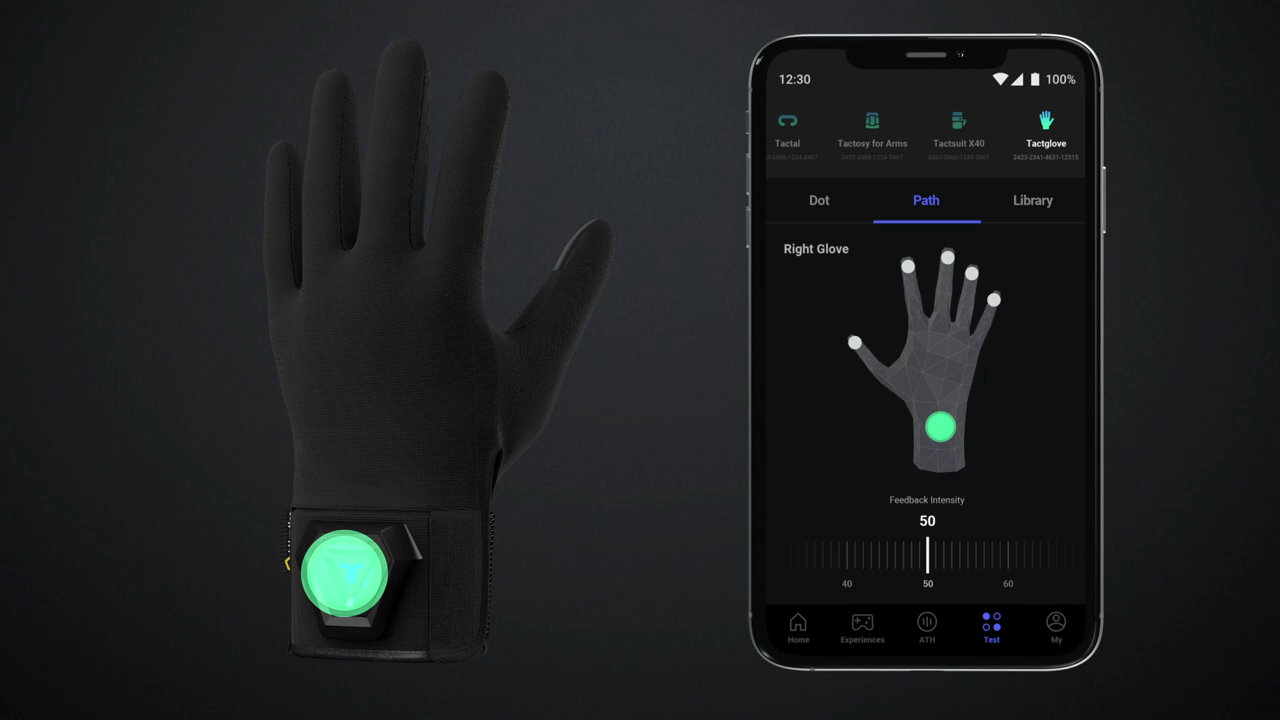 12:30
100%
Tactal
Tactosy for Arms
Tactsuit X40
Tactglove
2423-2341-4631-12315
Dot
Path
Library
Right Glove
Feedback Intensity
50
40
50
60
Home
Experiences
ATH
Test
My